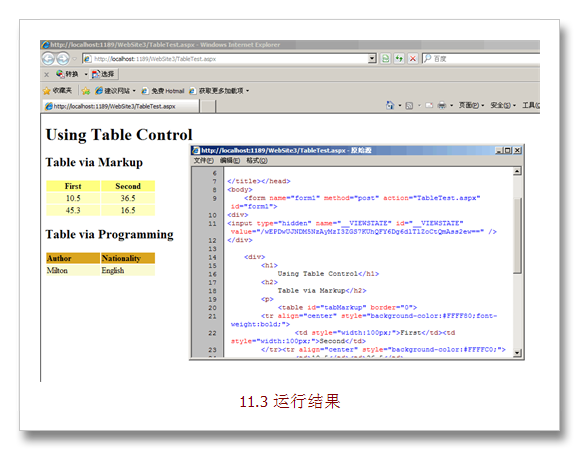 http://localhost:1189/WebSite3/TableTest.aspx - Windows Internet Explorer
http://localhost:1189/WebSite3/TableTest.aspx
百度
转换 选择
收藏夹 建议网站 免费 Hotmail 获取更多加载项
http://localhost:1189/WebSite3/TableTest.aspx
页面(P) 安全(S) 工具(O
Using Table Control
Table via Markup
First Second
10.5 36.5
45.3 16.5
Table via Programming
Author Nationality
Milton English
http://localhost:1189/WebSite3/TableTest.aspx - 原始源
文件(F) 编辑(E) 格式(O)
6
7 </title></head>
8 <body>
9 <form name="form1" method="post" action="TableTest.aspx"
id="form1">
10 <div>
11 <input type="hidden" name="__VIEWSTATE" id="__VIEWSTATE"
12 </div>
13
14 <div>
15 <h1>
16 Using Table Control</h1>
17 <h2>
18 Table via Markup</h2>
19 <p>
20 <table id="tabMarkup" border="0">
21 <tr align="center" style="background-color:#FFFF80;font-
weight:bold;">
22 <td style="width:100px;">First</td><td
style="width:100px;">Second</td>
23 </tr><tr align="center" style="background-color:#FFFFC0;">
11.3 运行结果